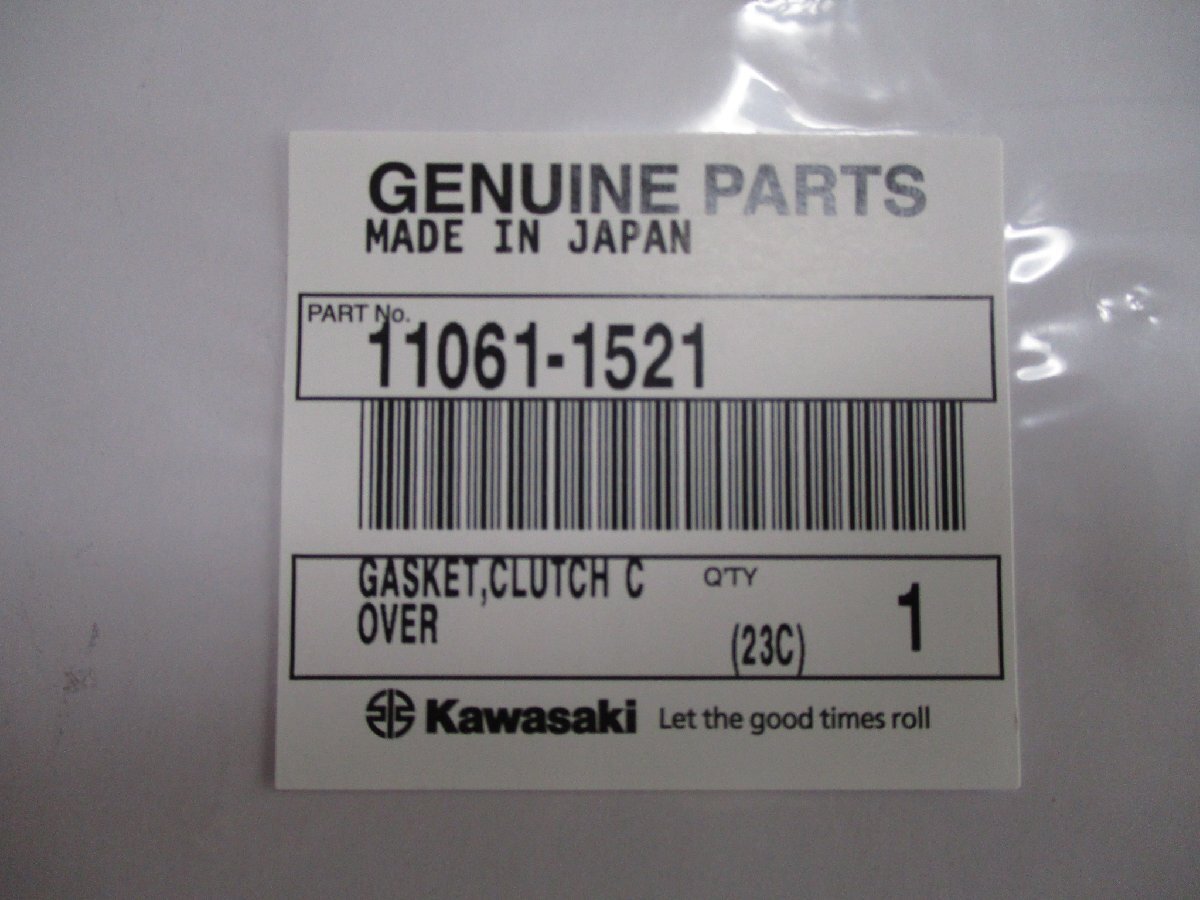 GENUINE PARTS
MADE IN JAPAN
PART No.
11061-1521
GASKET,CLUTCH C
OVER
Q'TY
(23C)
1
Kawasaki Let the good times roll